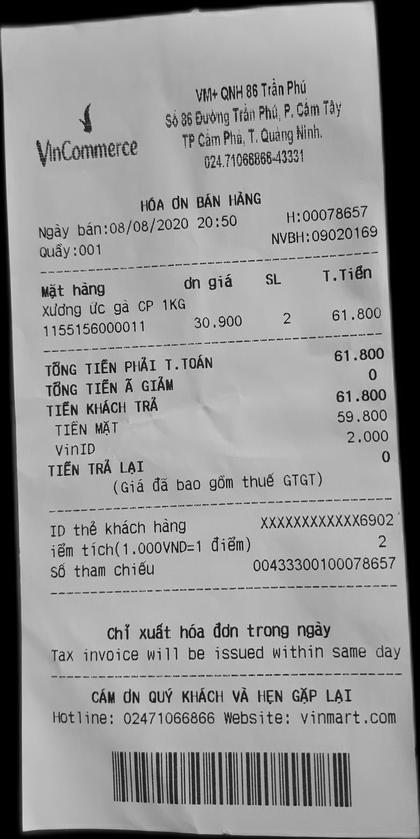 VinCommerce
VM+ QNH 86 Trần Phú
Số 86 Đường Trần Phú, P. Cẩm Tây
TP Cẩm Phả, T. Quảng Ninh.
024.71066866-43331
HÓA ƠN BÁN HÀNG
Ngày bán:08/08/2020 20:50 H:00078657
Quầy:001 NVBH:09020169
Mặt hàng ơn giá SL T.Tiền
Xương ức gà CP 1KG
1155156000011 30.900 2 61.800
TỔNG TIỀN PHẢI T.TOÁN 61.800
TỔNG TIỀN Ã GIẢM 0
TIỀN KHÁCH TRẢ 61.800
TIỀN MẶT 59.800
VinID 2.000
TIỀN TRẢ LẠI 0
(Giá đã bao gồm thuế GTGT)
ID thẻ khách hàng XXXXXXXXXXXX6902
iểm tích(1.000VND=1 điểm) 2
Số tham chiếu 00433300100078657
Chỉ xuất hóa đơn trong ngày
Tax invoice will be issued within same day
CÁM ƠN QUÝ KHÁCH VÀ HẸN GẶP LẠI
Hotline: 02471066866 Website: vinmart.com